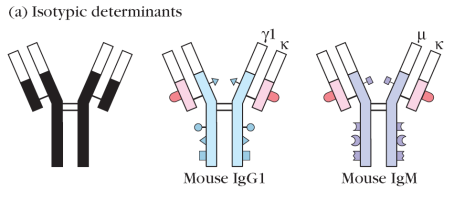 (a) Isotypic determinants
γ1
κ
μ
κ
Mouse IgG1
Mouse IgM